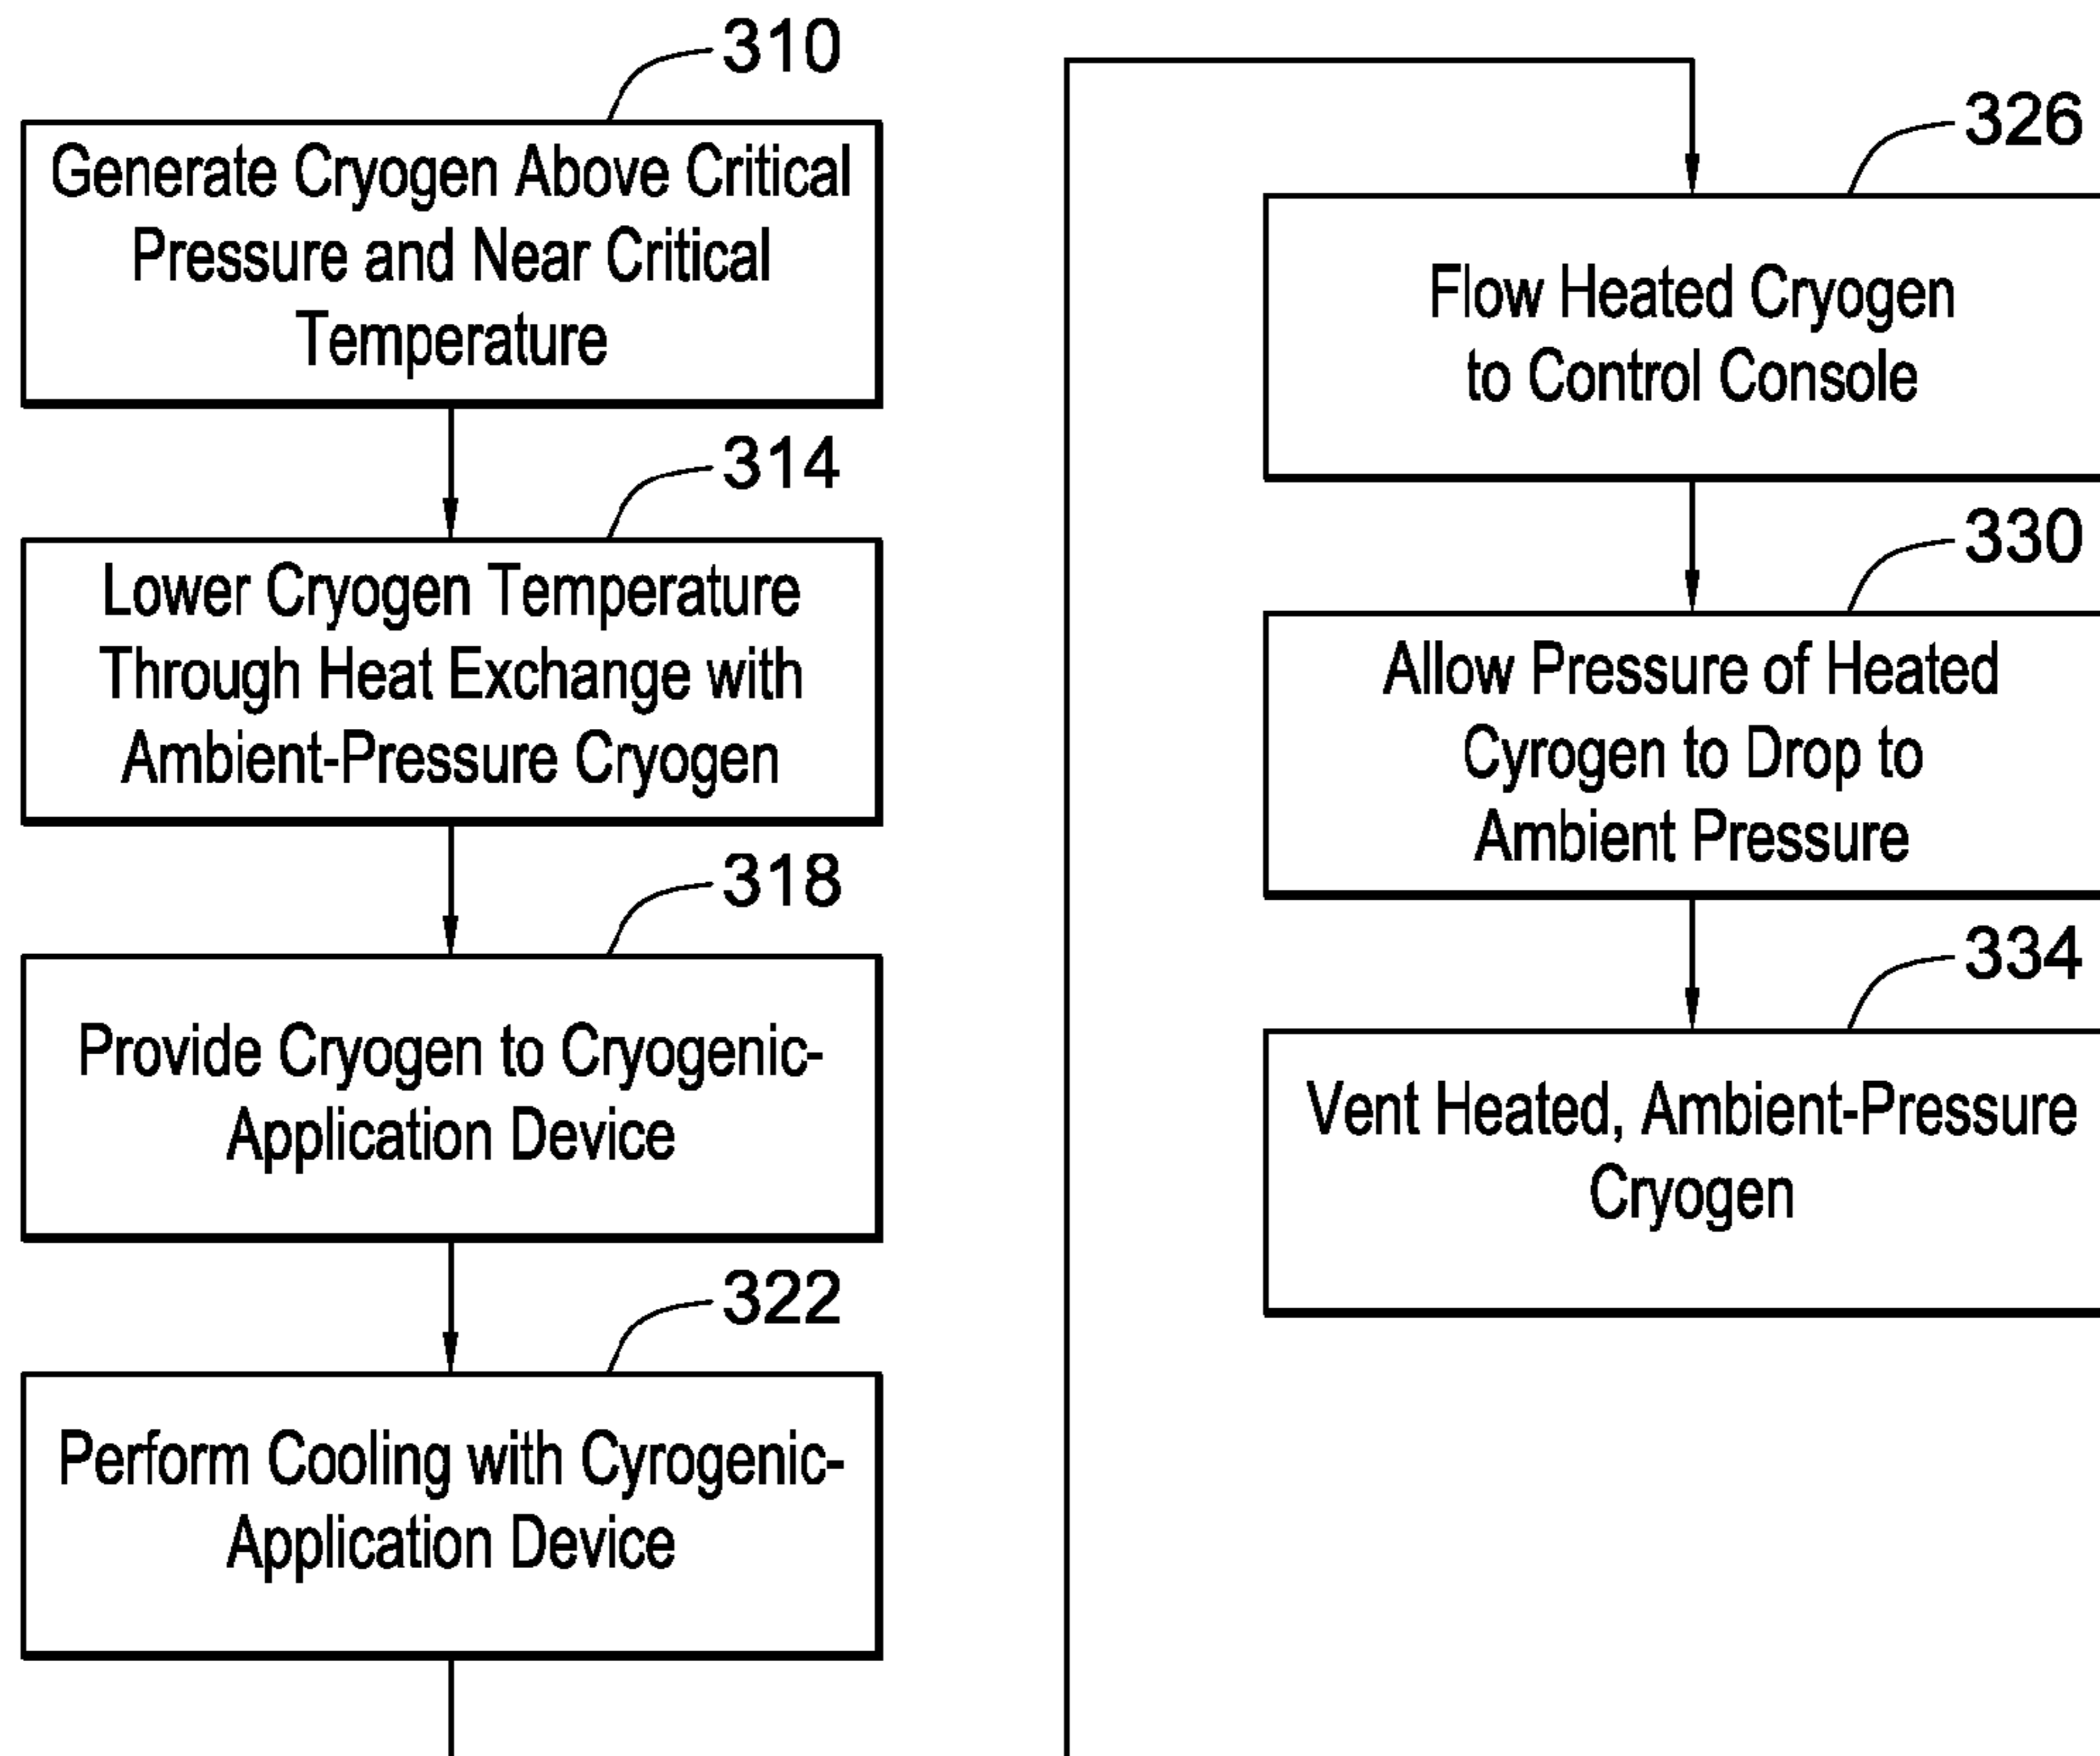 310
Generate Cryogen Above Critical
Pressure and Near Critical
Temperature
314
Lower Cryogen Temperature
Through Heat Exchange with
Ambient-Pressure Cryogen
318
Provide Cryogen to Cryogenic-
Application Device
322
Perform Cooling with Cyrogenic-
Application Device
326
Flow Heated Cryogen
to Control Console
330
Allow Pressure of Heated
Cyrogen to Drop to
Ambient Pressure
334
Vent Heated, Ambient-Pressure
Cryogen